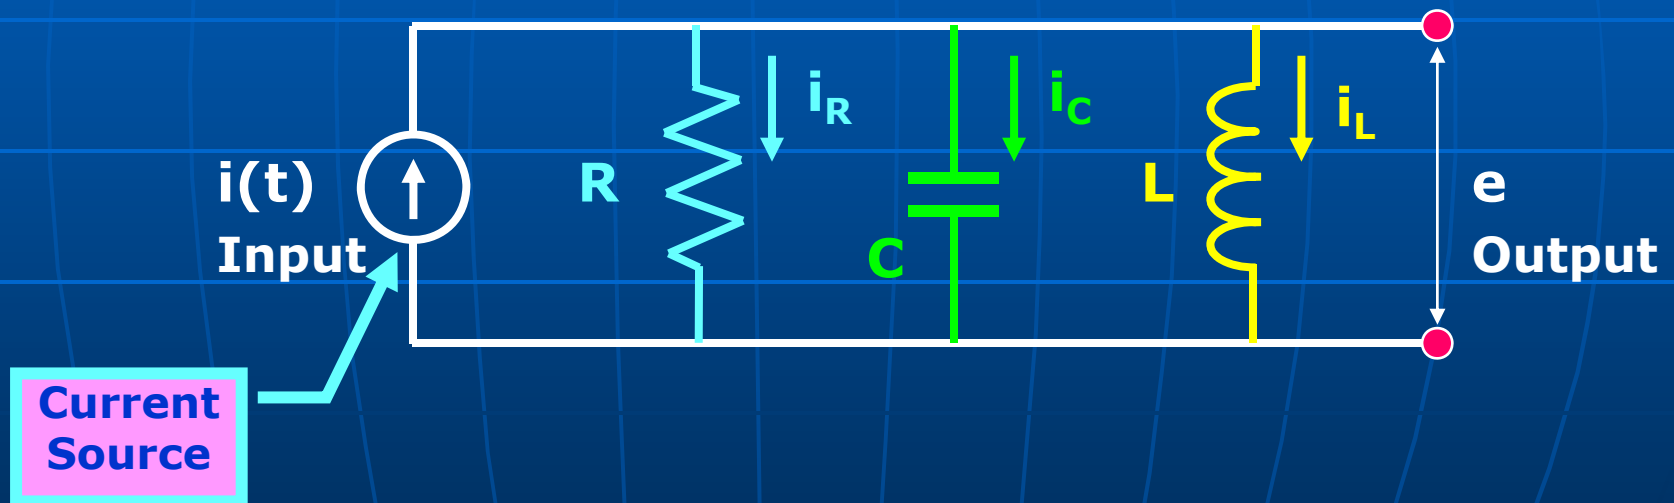 i(t)
Input
R
iR
C
iC
L
iL
e
Output
Current
Source